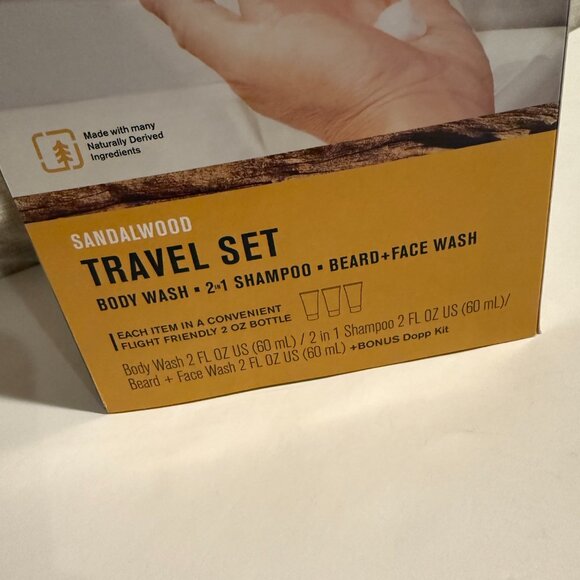 Made with many
Naturally Derived
Ingredients
SANDALWOOD
TRAVEL SET
BODY WASH • 2IN1 SHAMPOO • BEARD+FACE WASH
EACH ITEM IN A CONVENIENT
FLIGHT FRIENDLY 2 OZ BOTTLE
Body Wash 2 FL OZ US (60 mL) / 2 in 1 Shampoo 2 FL OZ US (60 mL)/
Beard + Face Wash 2 FL OZ US (60 mL) +BONUS Dopp Kit